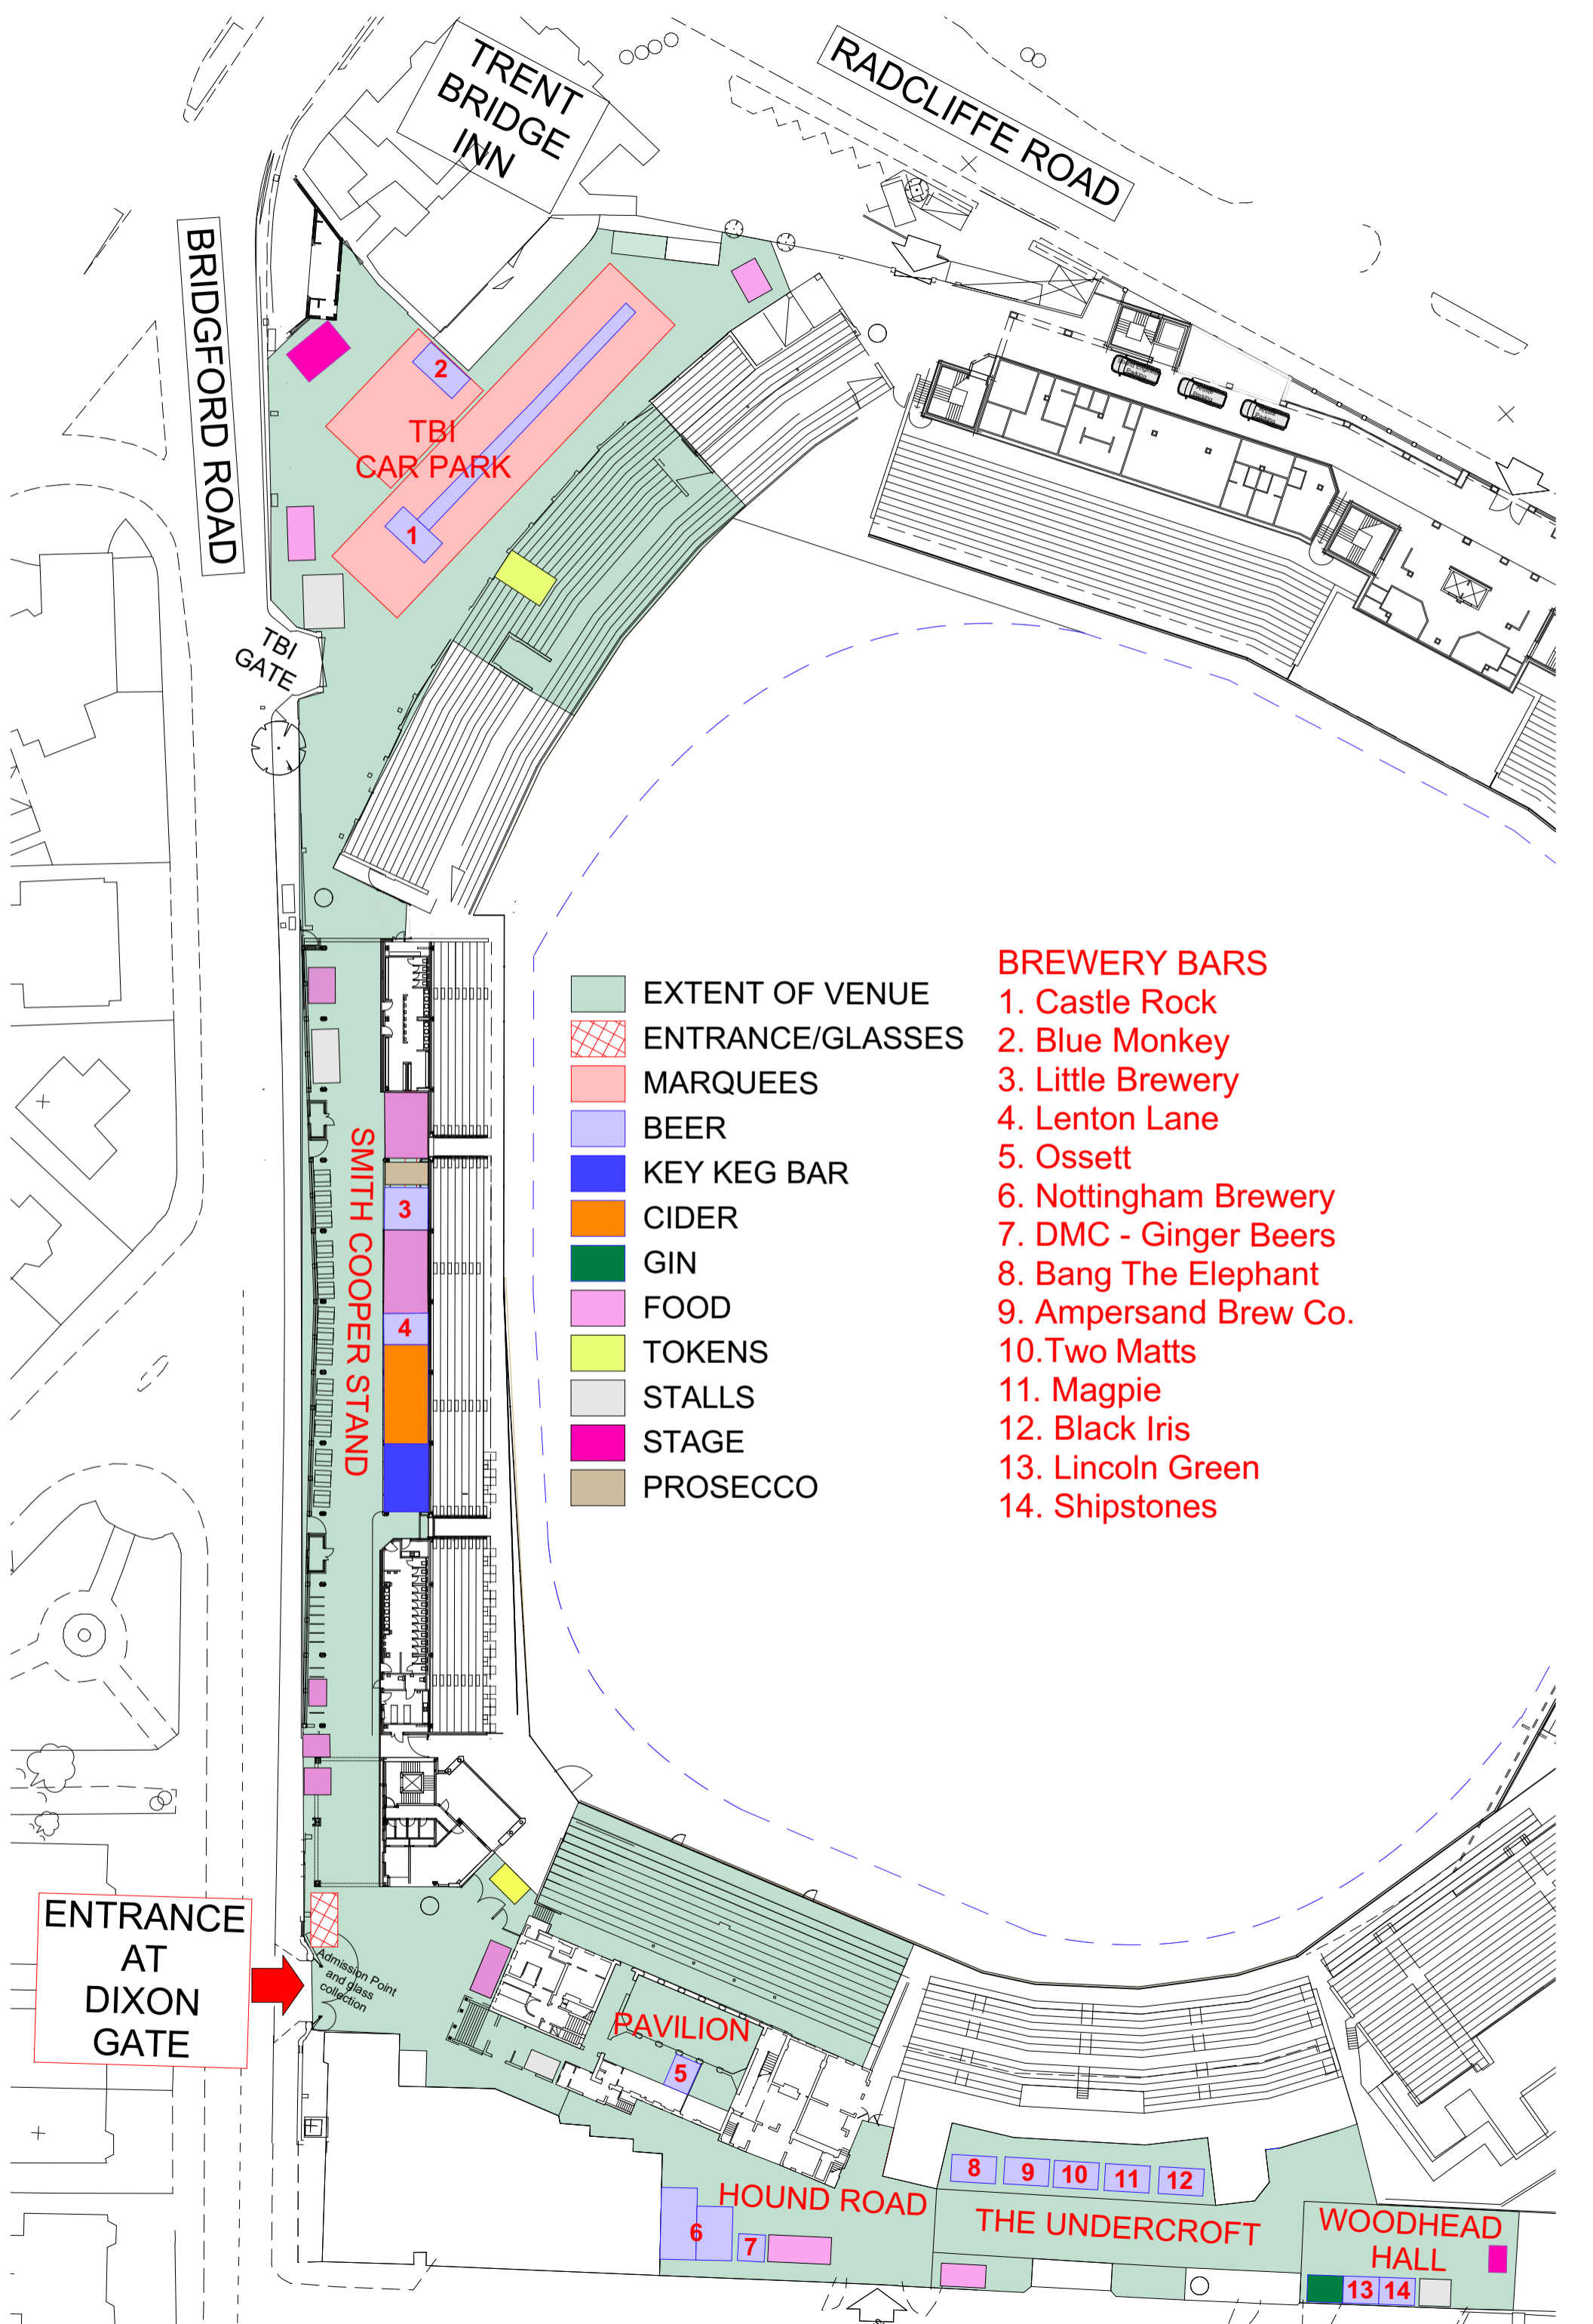 TRENT
BRIDGE
INN
RADCLIFFE ROAD
BRIDGFORD ROAD
2
TBI
CAR PARK
1
TBI
GATE
SMITH COOPER STAND
3
4
EXTENT OF VENUE
ENTRANCE/GLASSES
MARQUEES
BEER
KEY KEG BAR
CIDER
GIN
FOOD
TOKENS
STALLS
STAGE
PROSECCO
BREWERY BARS
1. Castle Rock
2. Blue Monkey
3. Little Brewery
4. Lenton Lane
5. Ossett
6. Nottingham Brewery
7. DMC - Ginger Beers
8. Bang The Elephant
9. Ampersand Brew Co.
10.Two Matts
11. Magpie
12. Black Iris
13. Lincoln Green
14. Shipstones
ENTRANCE
AT
DIXON
GATE
Admission Point
and glass
collection
PAVILION
5
HOUND ROAD
6
7
8
9
10
11
12
THE UNDERCROFT
WOODHEAD
HALL
13
14